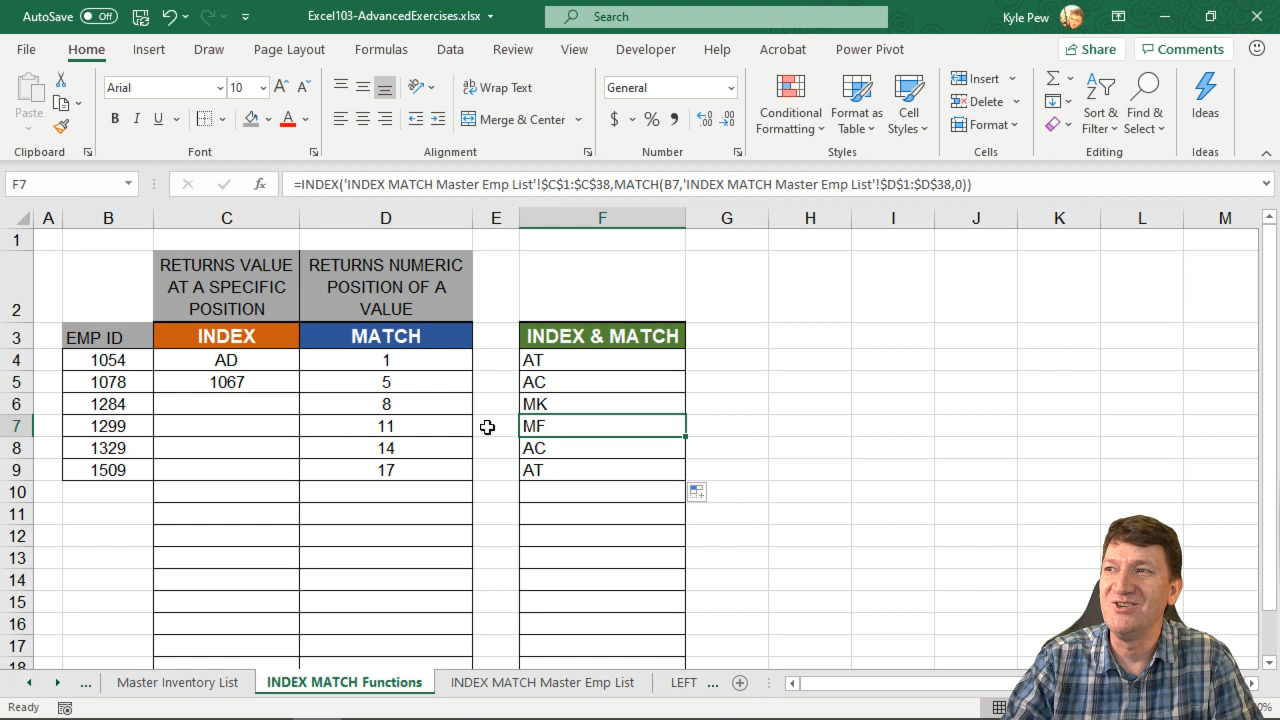 AutoSave Off Excel103-AdvancedExercises.xlsx Search Kyle Pew
File Home Insert Draw Page Layout Formulas Data Review View Developer Help Acrobat Power Pivot Share Comments
Paste Arial 10 Wrap Text General Conditional Formatting Format as Table Cell Styles Insert Sort & Filter Find & Select Ideas
B I U A Merge & Center $ % Delete
Format
Clipboard Font Alignment Number Styles Cells Editing Ideas
F7 fx =INDEX('INDEX MATCH Master Emp List'!$C$1:$C$38,MATCH(B7,'INDEX MATCH Master Emp List'!$D$1:$D$38,0))
A B C D E F G H I J K L M
1
2 RETURNS VALUE AT A SPECIFIC POSITION RETURNS NUMERIC POSITION OF A VALUE
3 EMP ID INDEX MATCH INDEX & MATCH
4 1054 AD 1 AT
5 1078 1067 5 AC
6 1284 8 MK
7 1299 11 MF
8 1329 14 AC
9 1509 17 AT
10
11
12
13
14
15
16
17
18
... Master Inventory List INDEX MATCH Functions INDEX MATCH Master Emp List LEFT ...
Ready